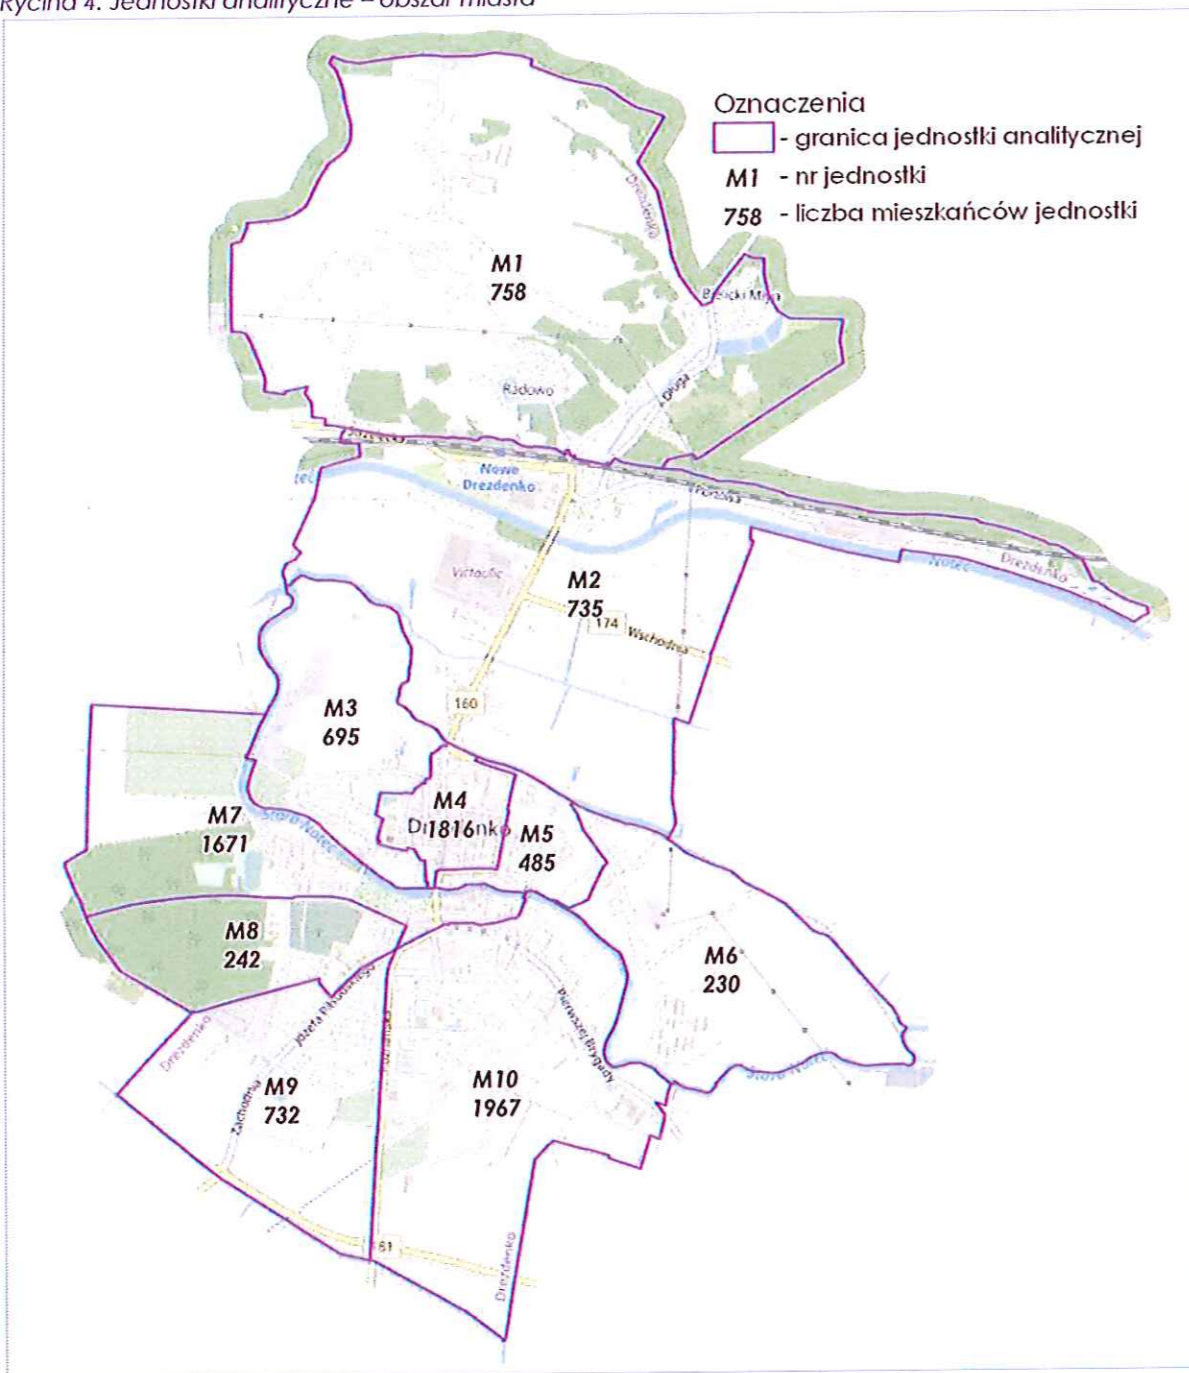 Rycina 4. Jednostki analityczne – obszar miasta
Oznaczenia
- granica jednostki analitycznej
M1 - nr jednostki
758 - liczba mieszkańców jednostki
Drezdenko
M1
758
Radowo
Długa
Nowe
Drezdenko
Portowa
Noteć
Drezdenko
Victaulic
M2
735
174
Wschodnia
160
M3
695
M4
1816
M5
485
M7
1671
Stara Noteć
M8
242
M6
230
Józefa Piłsudskiego
Pierwszej Brygady
Stara Noteć
Drezdenko
Zachodnia
M9
732
M10
1967
Drezdenko